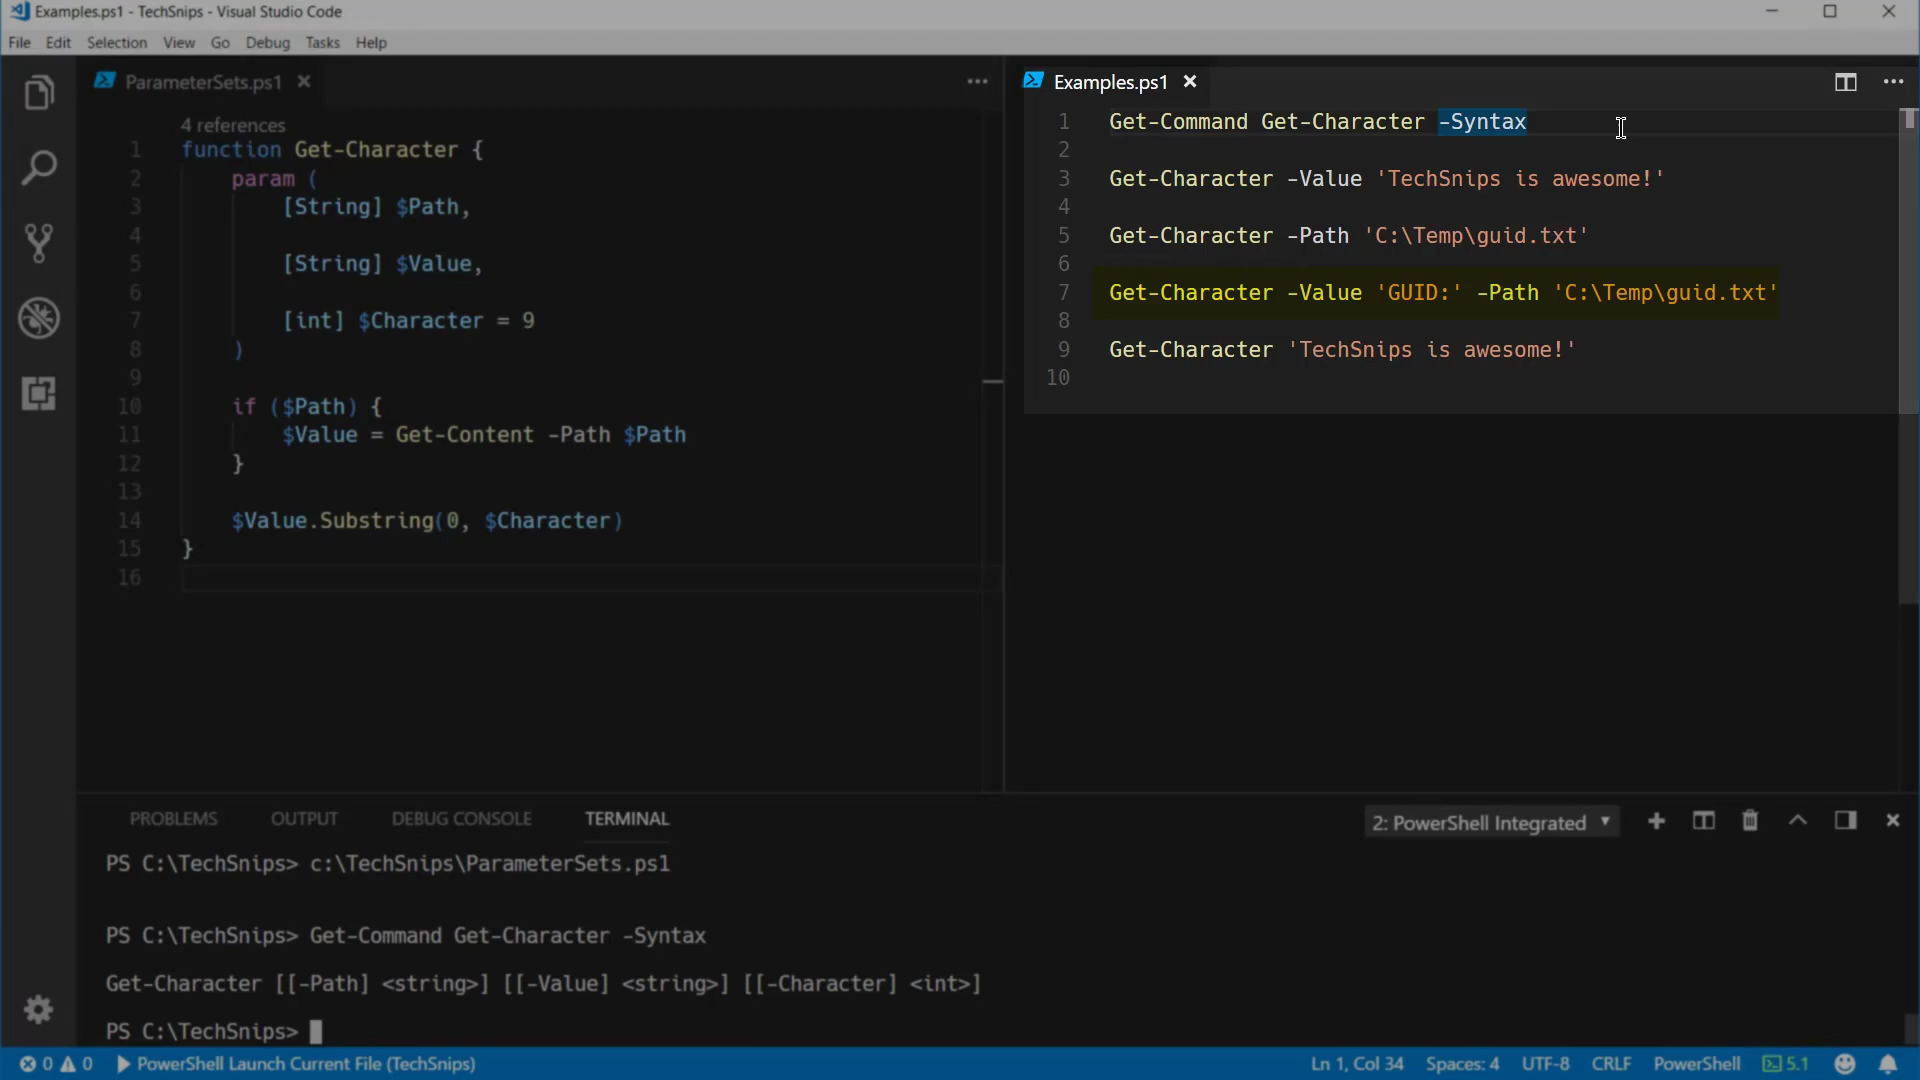 Examples.ps1 - TechSnips - Visual Studio Code
File Edit Selection View Go Debug Tasks Help
ParameterSets.ps1
4 references
1 function Get-Character {
2 param (
3 [String] $Path,
4
5 [String] $Value,
6
7 [int] $Character = 9
8 )
9
10 if ($Path) {
11 $Value = Get-Content -Path $Path
12 }
13
14 $Value.Substring(0, $Character)
15 }
16
Examples.ps1
1 Get-Command Get-Character -Syntax
2
3 Get-Character -Value 'TechSnips is awesome!'
4
5 Get-Character -Path 'C:\Temp\guid.txt'
6
7 Get-Character -Value 'GUID:' -Path 'C:\Temp\guid.txt'
8
9 Get-Character 'TechSnips is awesome!'
10
PROBLEMS OUTPUT DEBUG CONSOLE TERMINAL 2: PowerShell Integrated
PS C:\TechSnips> c:\TechSnips\ParameterSets.ps1
PS C:\TechSnips> Get-Command Get-Character -Syntax
Get-Character [[-Path] <string>] [[-Value] <string>] [[-Character] <int>]
PS C:\TechSnips>
0 0 PowerShell Launch Current File (TechSnips) Ln 1, Col 34 Spaces: 4 UTF-8 CRLF PowerShell 5.1